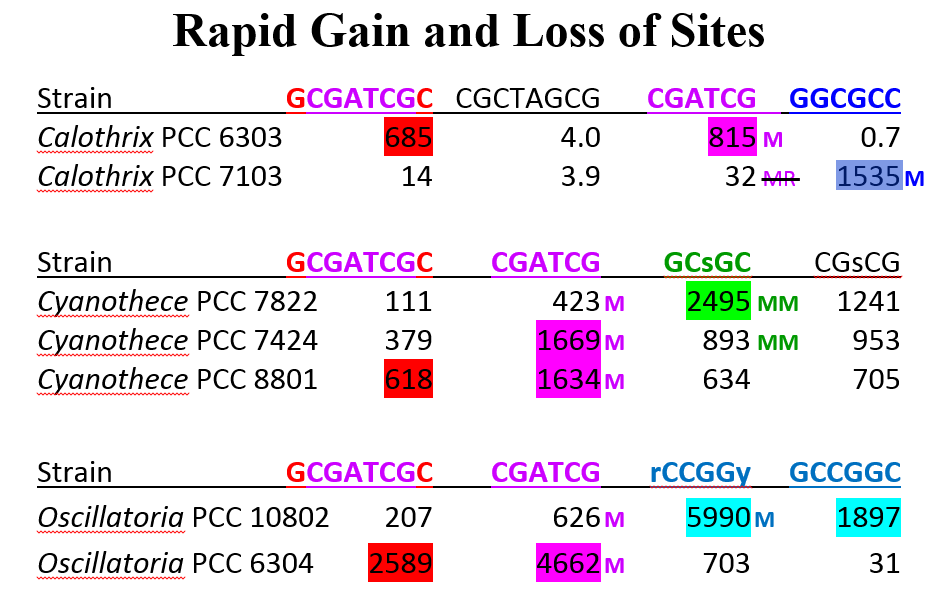 Rapid Gain and Loss of Sites
Strain GCGATCGC CGCTAGCG CGATCG GGCGCC
Calothrix PCC 6303 685 4.0 815 M 0.7
Calothrix PCC 7103 14 3.9 32 MR 1535 M
Strain GCGATCGC CGATCG GCsGC CGsCG
Cyanothece PCC 7822 111 423 M 2495 MM 1241
Cyanothece PCC 7424 379 1669 M 893 MM 953
Cyanothece PCC 8801 618 1634 M 634 705
Strain GCGATCGC CGATCG rCCGGy GCCGGC
Oscillatoria PCC 10802 207 626 M 5990 M 1897
Oscillatoria PCC 6304 2589 4662 M 703 31